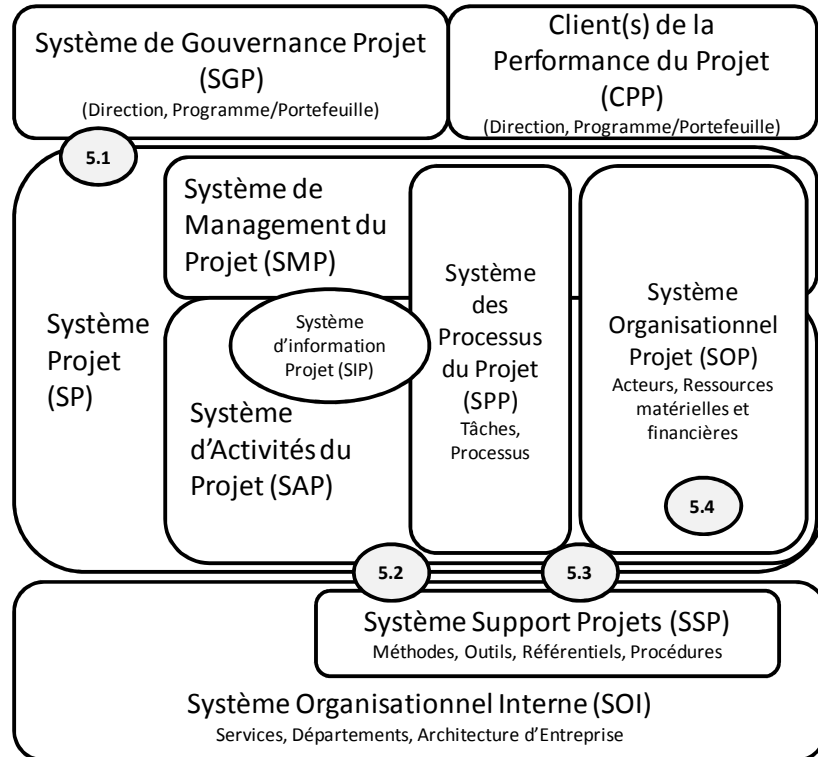 Système de Gouvernance Projet
(SGP)
(Direction, Programme/Portefeuille)
Client(s) de la
Performance du Projet
(CPP)
(Direction, Programme/Portefeuille)
5.1
Système de
Management du
Projet (SMP)
Système
Projet
(SP)
Système
d’information
Projet (SIP)
Système
d’Activités du
Projet (SAP)
Système
des
Processus
du Projet
(SPP)
Tâches,
Processus
Système
Organisationnel
Projet (SOP)
Acteurs, Ressources
matérielles et
financières
5.4
5.2
5.3
Système Support Projets (SSP)
Méthodes, Outils, Référentiels, Procédures
Système Organisationnel Interne (SOI)
Services, Départements, Architecture d’Entreprise